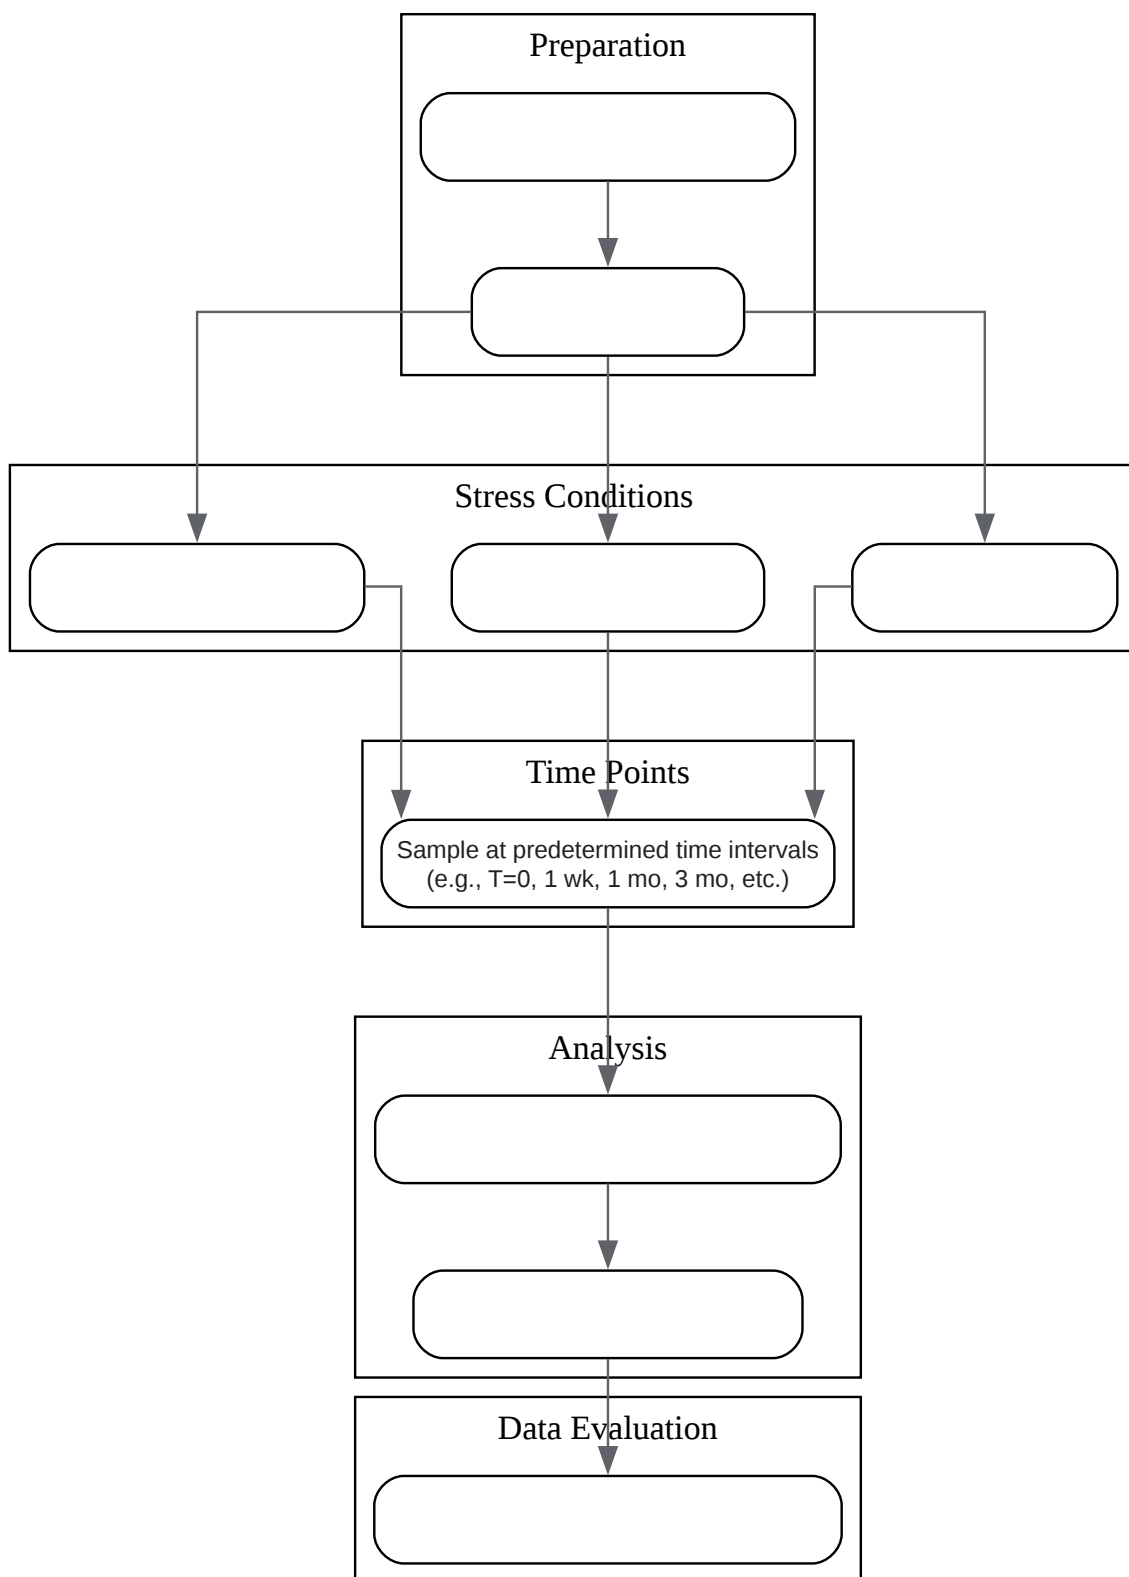 Preparation
Stress Conditions
Time Points
Sample at predetermined time intervals
(e.g., T=0, 1 wk, 1 mo, 3 mo, etc.)
Analysis
Data Evaluation